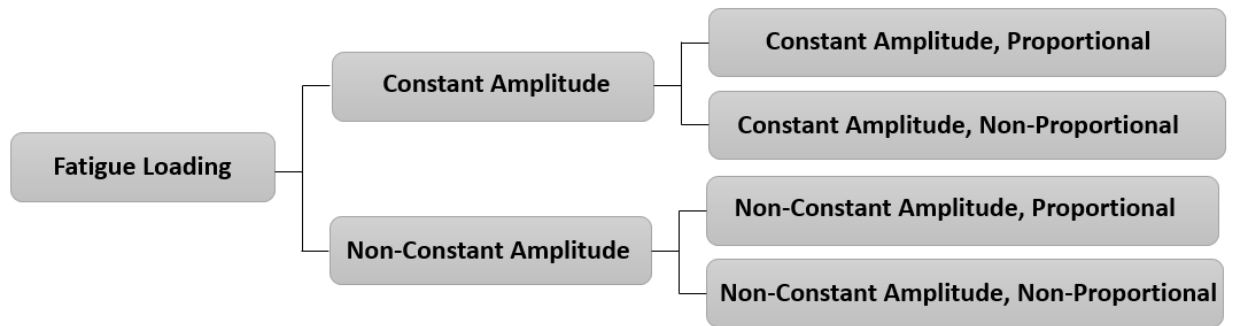 Fatigue Loading
Constant Amplitude
Constant Amplitude, Proportional
Constant Amplitude, Non-Proportional
Non-Constant Amplitude
Non-Constant Amplitude, Proportional
Non-Constant Amplitude, Non-Proportional